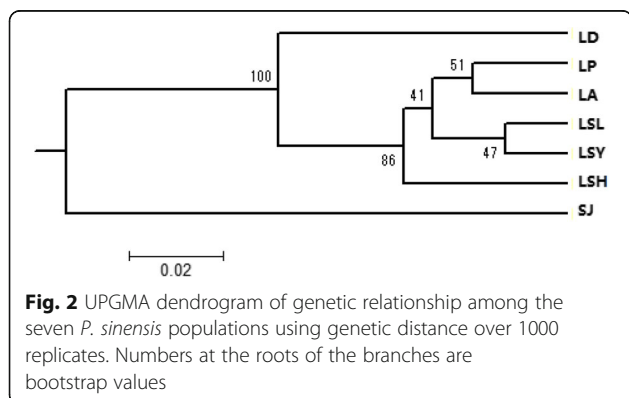 LD
LP
51
LA
100
41
LSL
47
LSY
86
LSH
SJ
0.02
Fig. 2 UPGMA dendrogram of genetic relationship among the
seven P. sinensis populations using genetic distance over 1000
replicates. Numbers at the roots of the branches are
bootstrap values